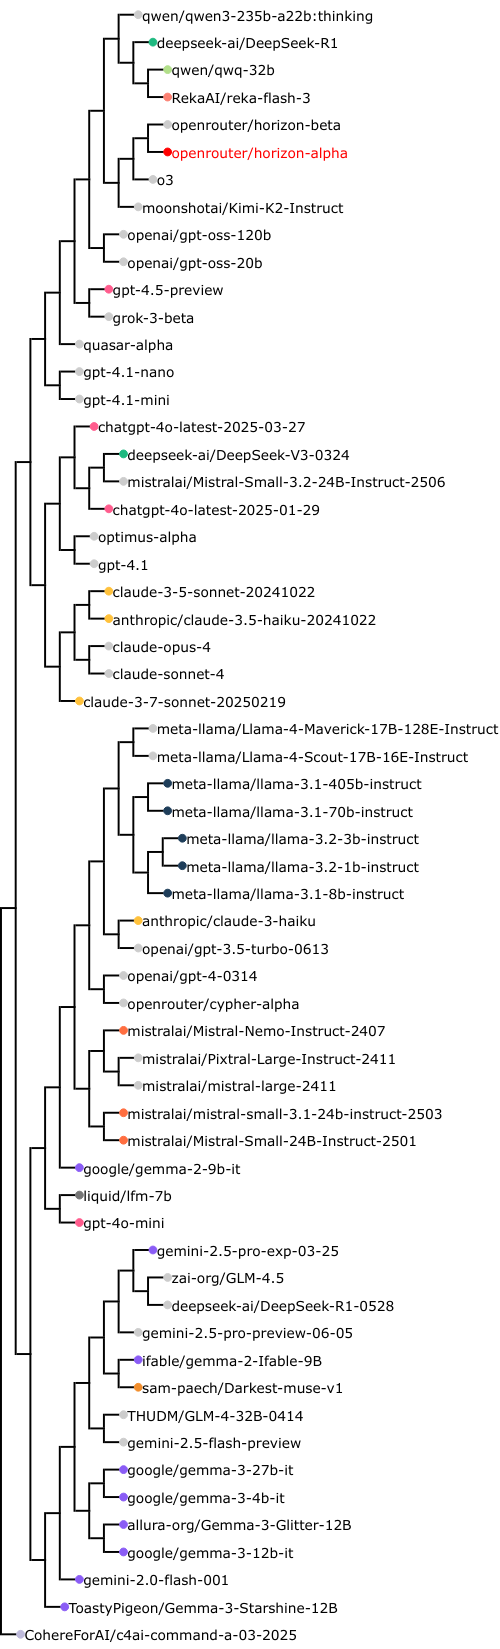 qwen/qwen3-235b-a22b:thinking
deepseek-ai/DeepSeek-R1
qwen/qwq-32b
RekaAI/reka-flash-3
openrouter/horizon-beta
openrouter/horizon-alpha
o3
moonshotai/Kimi-K2-Instruct
openai/gpt-oss-120b
openai/gpt-oss-20b
gpt-4.5-preview
grok-3-beta
quasar-alpha
gpt-4.1-nano
gpt-4.1-mini
chatgpt-4o-latest-2025-03-27
deepseek-ai/DeepSeek-V3-0324
mistralai/Mistral-Small-3.2-24B-Instruct-2506
chatgpt-4o-latest-2025-01-29
optimus-alpha
gpt-4.1
claude-3-5-sonnet-20241022
anthropic/claude-3.5-haiku-20241022
claude-opus-4
claude-sonnet-4
claude-3-7-sonnet-20250219
meta-llama/Llama-4-Maverick-17B-128E-Instruct
meta-llama/Llama-4-Scout-17B-16E-Instruct
meta-llama/llama-3.1-405b-instruct
meta-llama/llama-3.1-70b-instruct
meta-llama/llama-3.2-3b-instruct
meta-llama/llama-3.2-1b-instruct
meta-llama/llama-3.1-8b-instruct
anthropic/claude-3-haiku
openai/gpt-3.5-turbo-0613
openai/gpt-4-0314
openrouter/cypher-alpha
mistralai/Mistral-Nemo-Instruct-2407
mistralai/Pixtral-Large-Instruct-2411
mistralai/mistral-large-2411
mistralai/mistral-small-3.1-24b-instruct-2503
mistralai/Mistral-Small-24B-Instruct-2501
google/gemma-2-9b-it
liquid/lfm-7b
gpt-4o-mini
gemini-2.5-pro-exp-03-25
zai-org/GLM-4.5
deepseek-ai/DeepSeek-R1-0528
gemini-2.5-pro-preview-06-05
ifable/gemma-2-Ifable-9B
sam-paech/Darkest-muse-v1
THUDM/GLM-4-32B-0414
gemini-2.5-flash-preview
google/gemma-3-27b-it
google/gemma-3-4b-it
allura-org/Gemma-3-Glitter-12B
google/gemma-3-12b-it
gemini-2.0-flash-001
ToastyPigeon/Gemma-3-Starshine-12B
CohereForAI/c4ai-command-a-03-2025